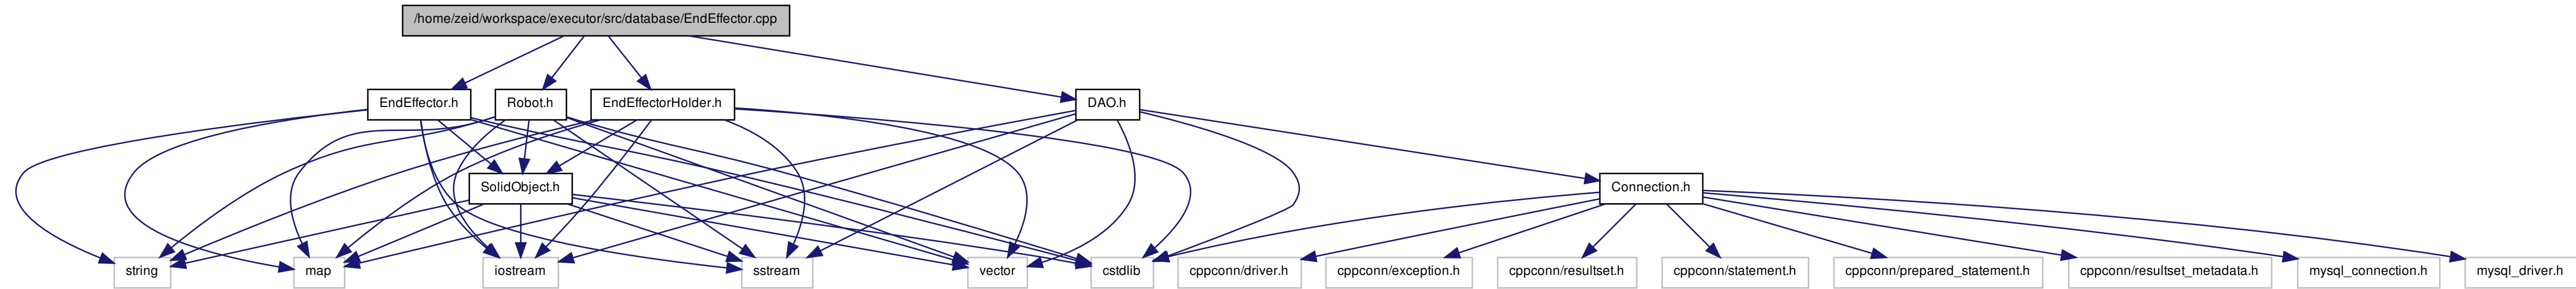 /home/zeid/workspace/executor/src/database/EndEffector.cpp
EndEffector.h
Robot.h
EndEffectorHolder.h
DAO.h
SolidObject.h
Connection.h
string
map
iostream
sstream
vector
cstdlib
cppconn/driver.h
cppconn/exception.h
cppconn/resultset.h
cppconn/statement.h
cppconn/prepared_statement.h
cppconn/resultset_metadata.h
mysql_connection.h
mysql_driver.h